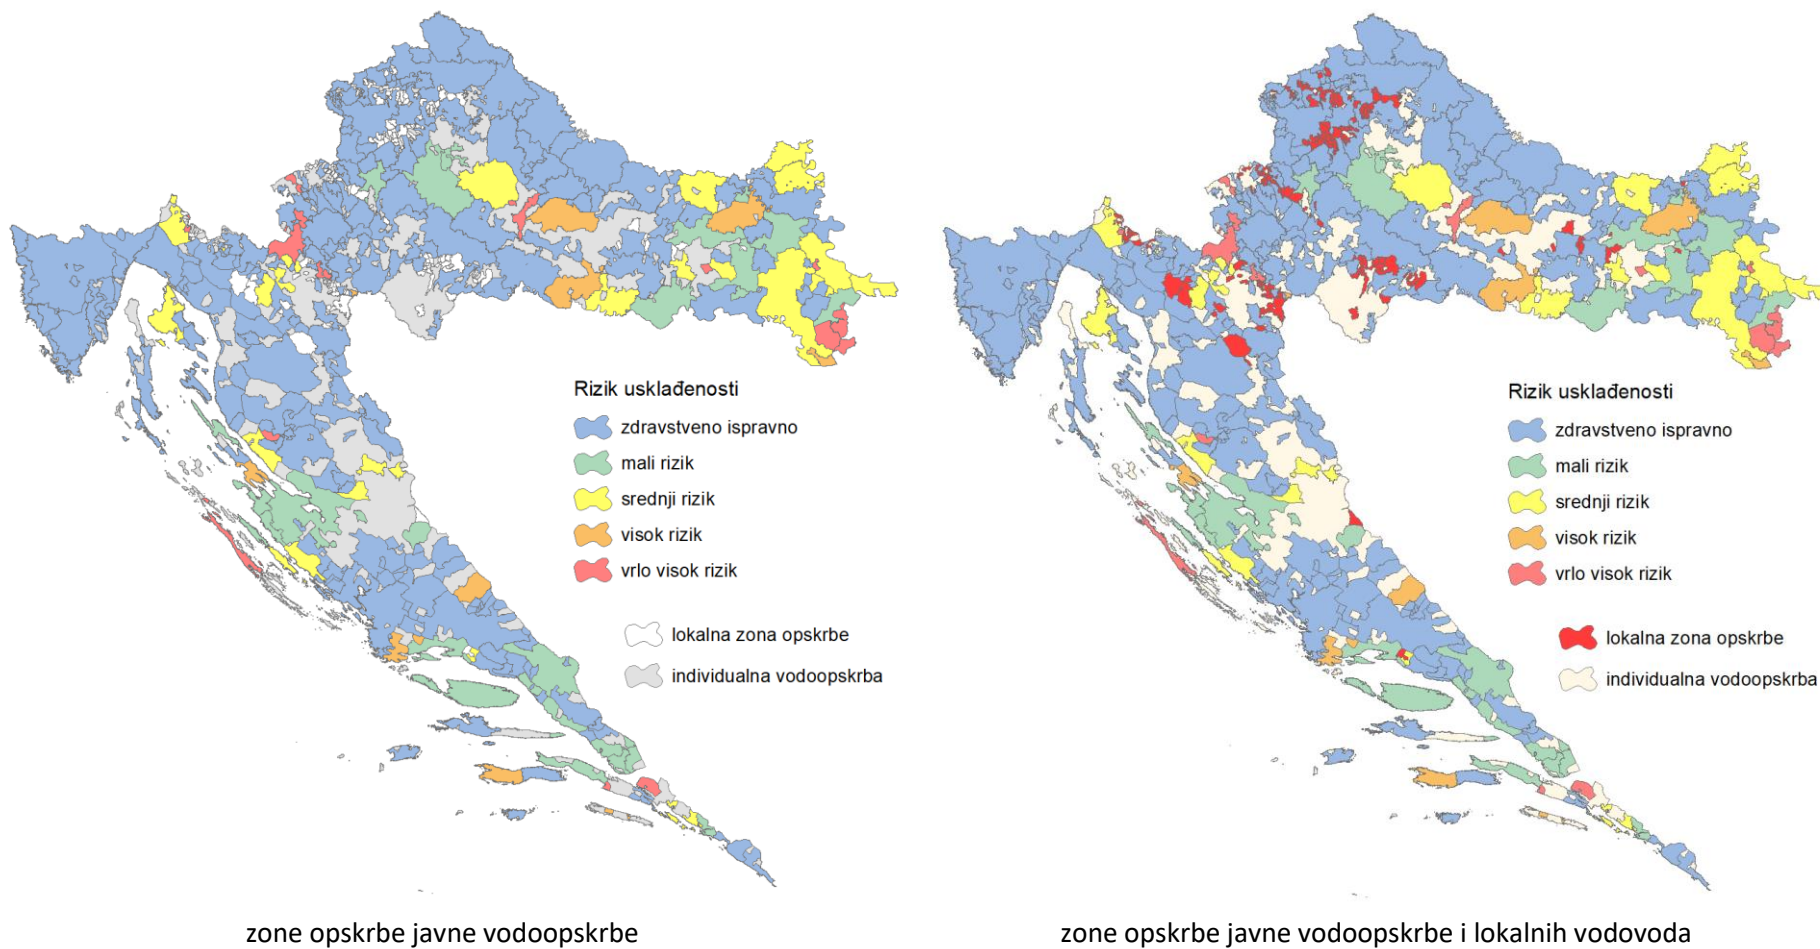 Rizik usklađenosti
zdravstveno ispravno
mali rizik
srednji rizik
visok rizik
vrlo visok rizik
lokalna zona opskrbe
individualna vodoopskrba
zone opskrbe javne vodoopskrbe
Rizik usklađenosti
zdravstveno ispravno
mali rizik
srednji rizik
visok rizik
vrlo visok rizik
lokalna zona opskrbe
individualna vodoopskrba
zone opskrbe javne vodoopskrbe i lokalnih vodovoda